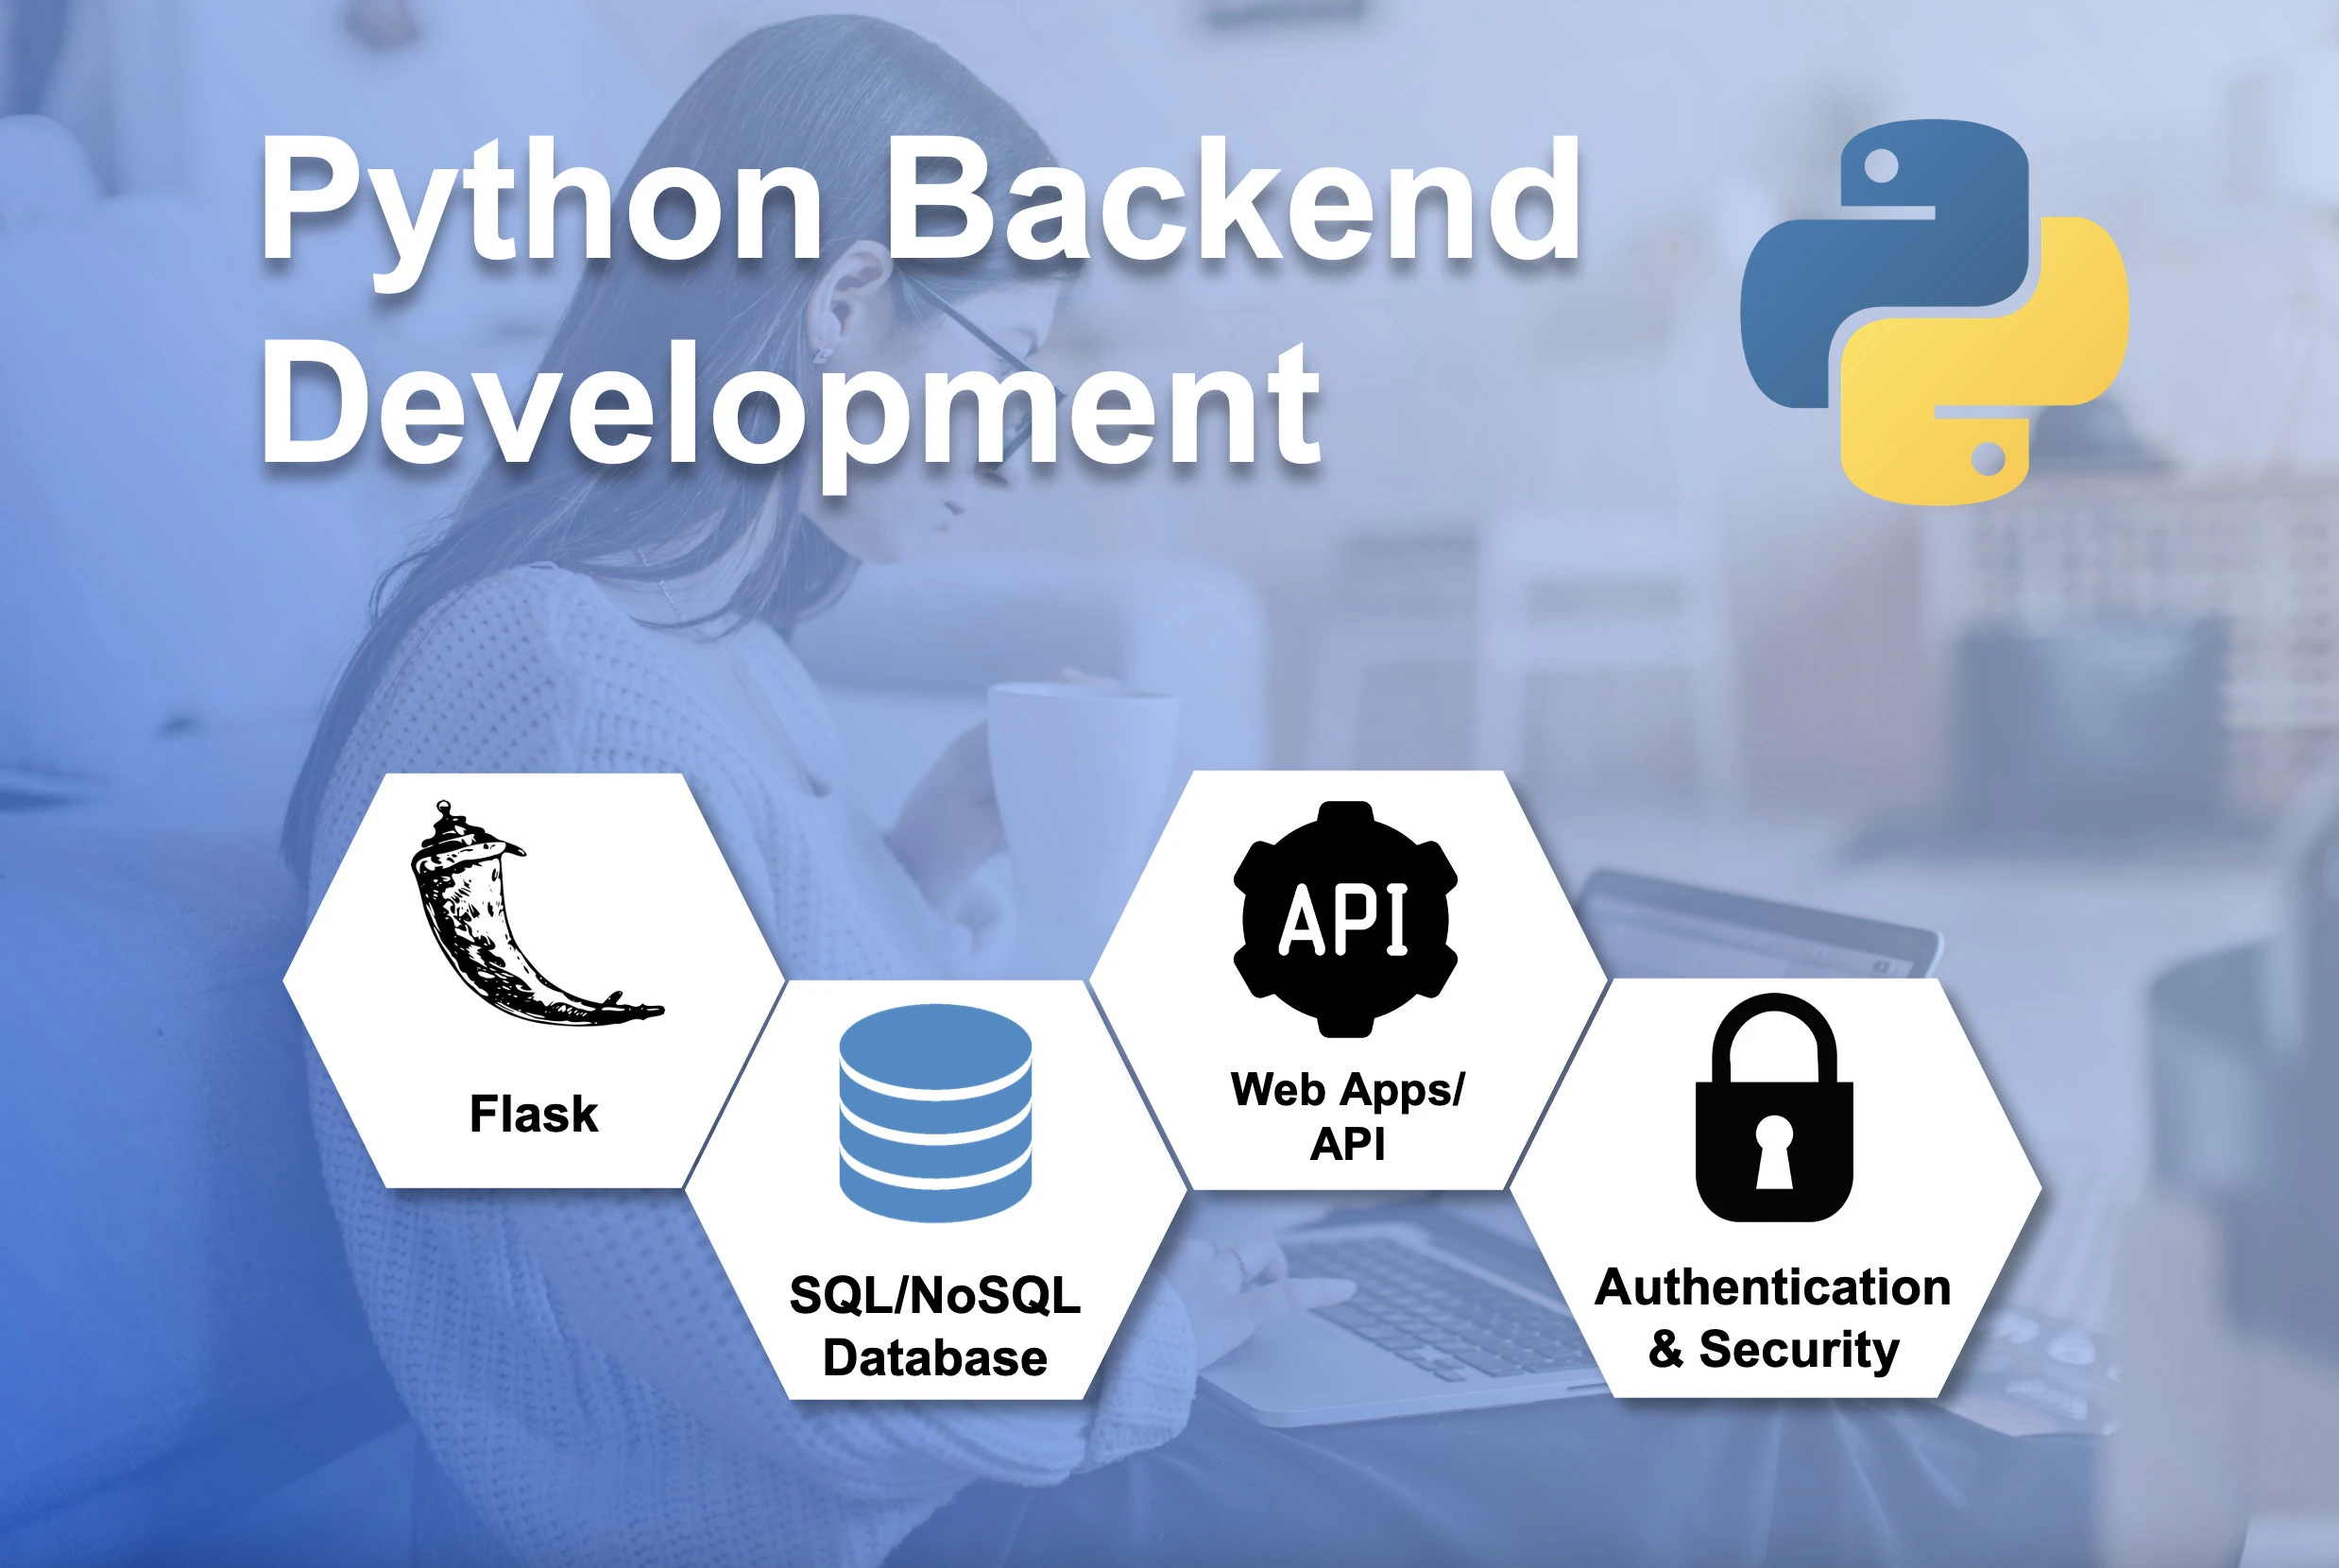 Python Backend
Development
Flask
API
Web Apps/
API
SQL/NoSQL
Database
Authentication
& Security